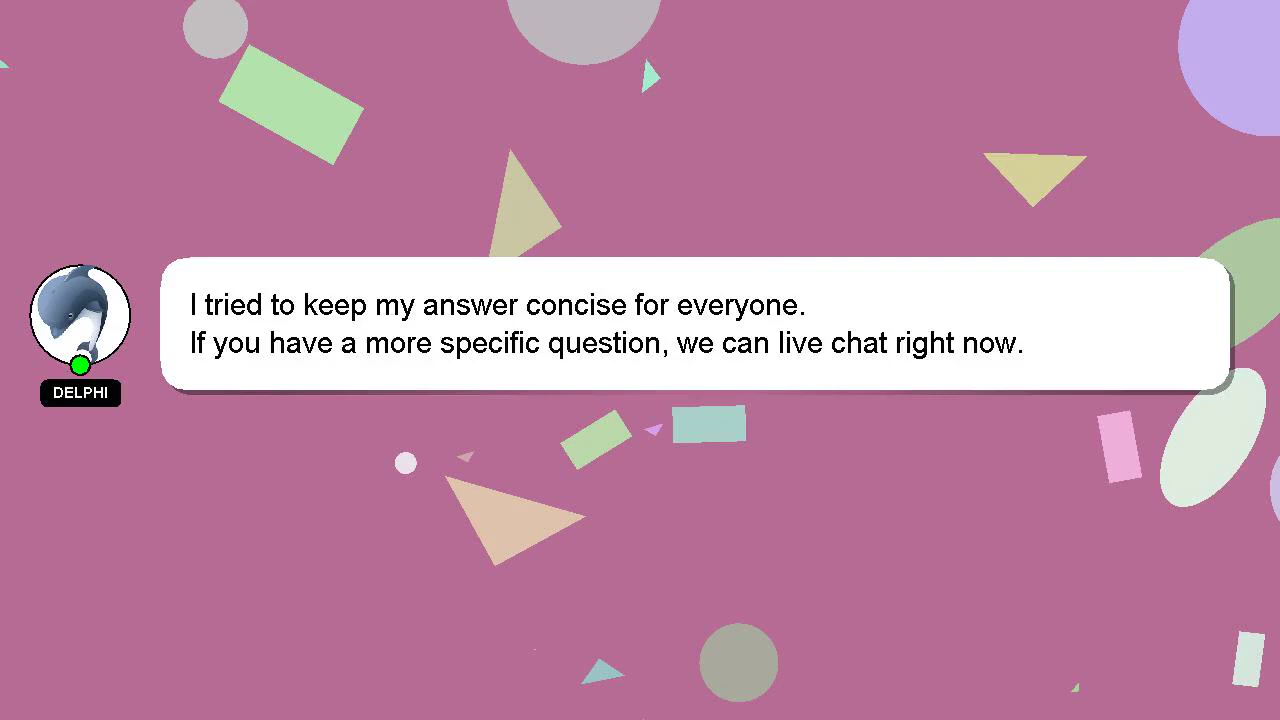 I tried to keep my answer concise for everyone.
If you have a more specific question, we can live chat right now.
DELPHI